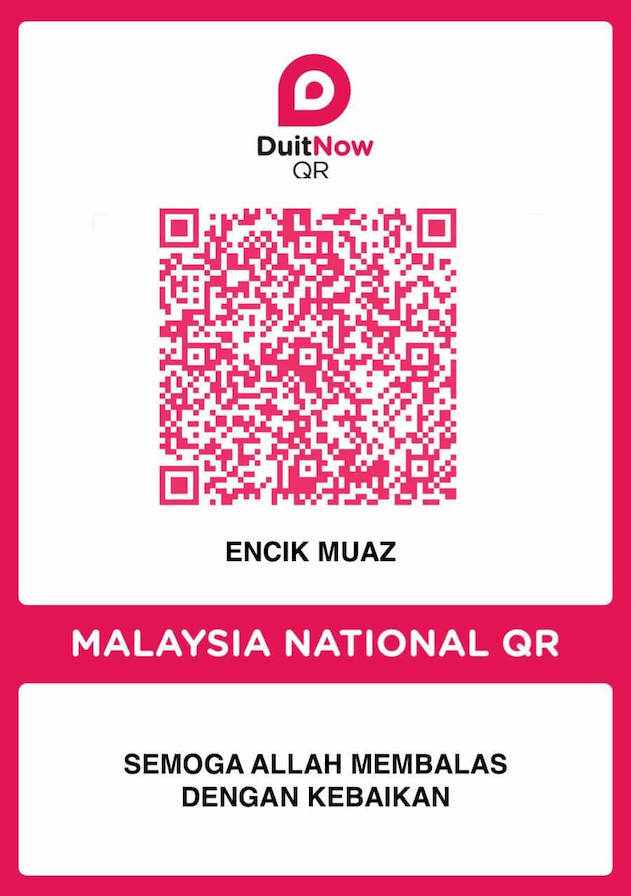 DuitNow
QR
ENCIK MUAZ
MALAYSIA NATIONAL QR
SEMOGA ALLAH MEMBALAS
DENGAN KEBAIKAN